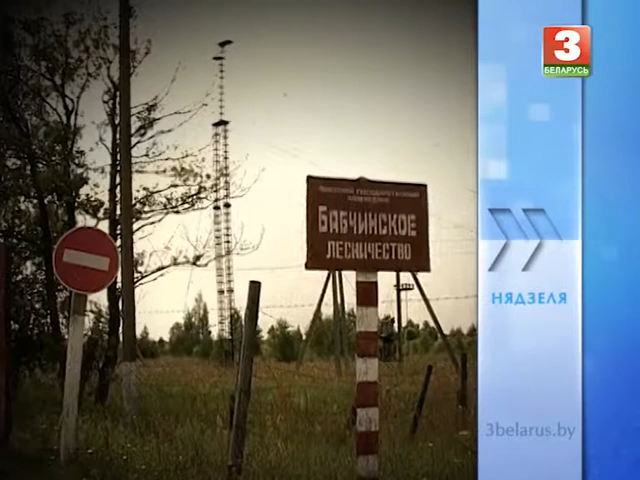 3
БЕЛАРУСЬ
БАБЧИНСКОЕ
ЛЕСНИЧЕСТВО
НЯДЗЕЛЯ
3belarus.by